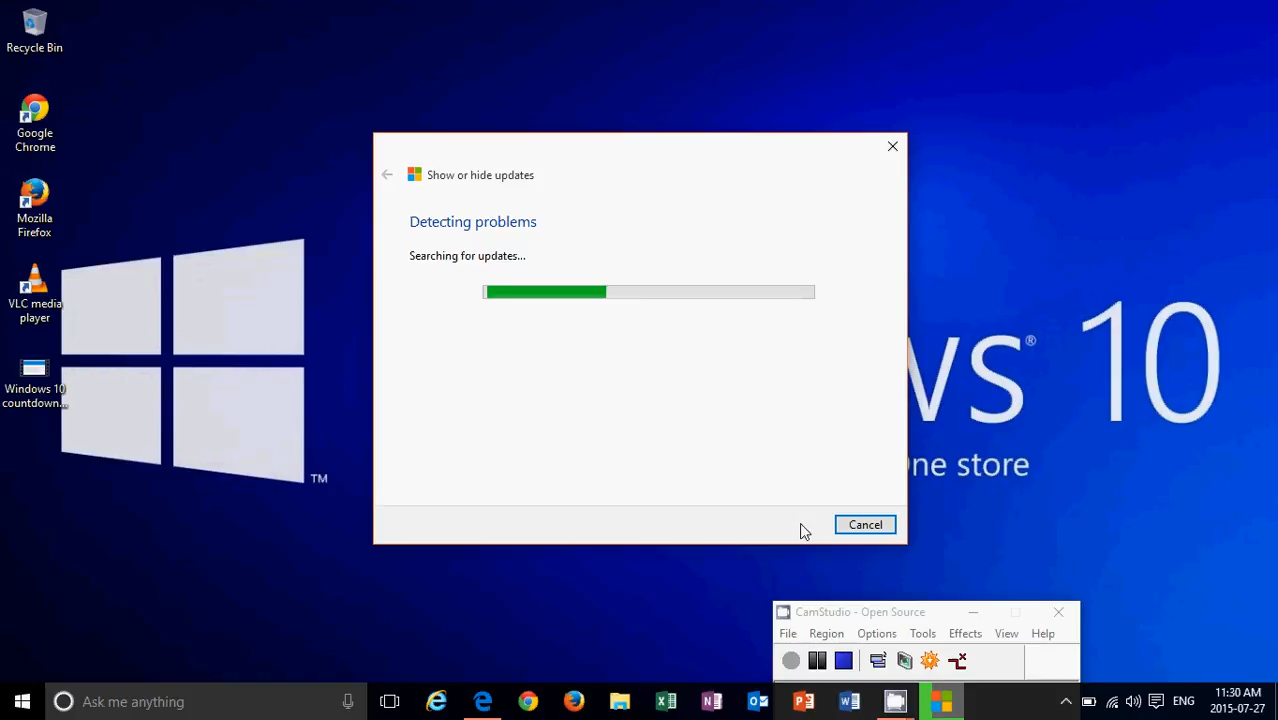 Recycle Bin
Google
Chrome
Mozilla
Firefox
VLC media
player
Windows 10
countdown...
TM
Show or hide updates
Detecting problems
Searching for updates...
Cancel
ws® 10
ne store
CamStudio - Open Source
File Region Options Tools Effects View Help
Ask me anything
ENG
11:30 AM
2015-07-27